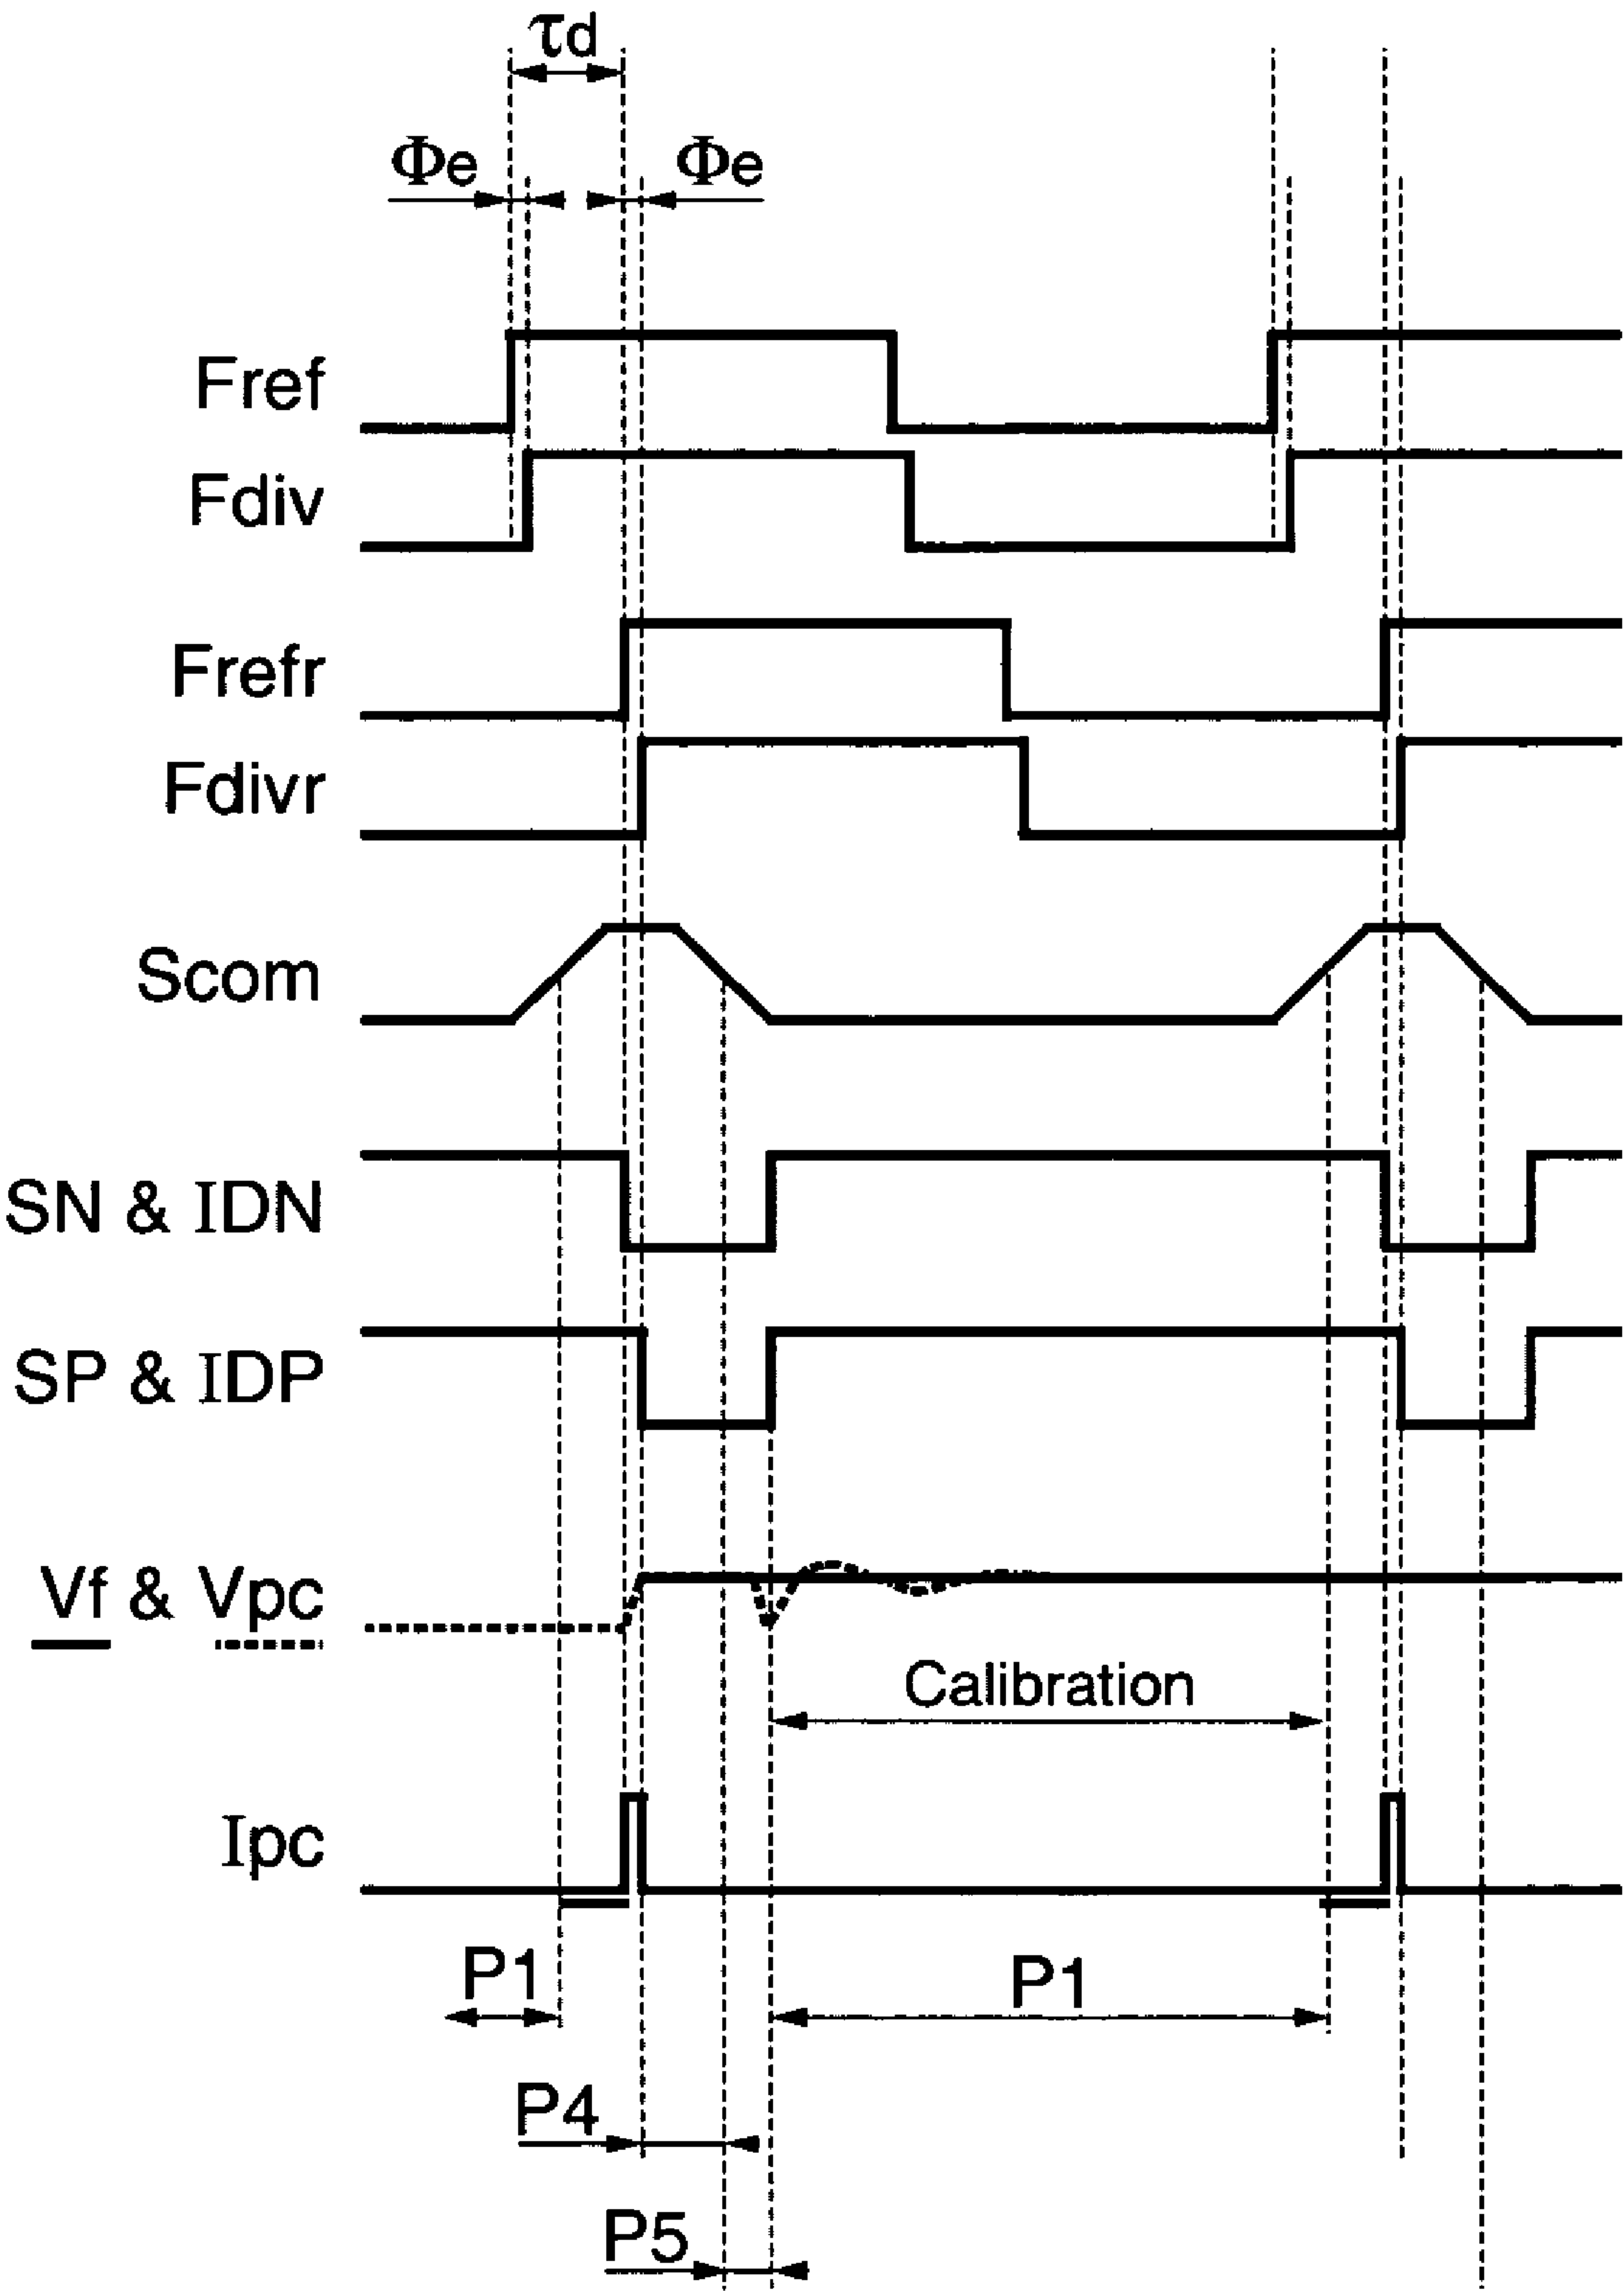 τd
Φe Φe
Fref
Fdiv
Frefr
Fdivr
Scom
SN & IDN
SP & IDP
Vf & Vpc
Calibration
Ipc
P1 P1
P4
P5